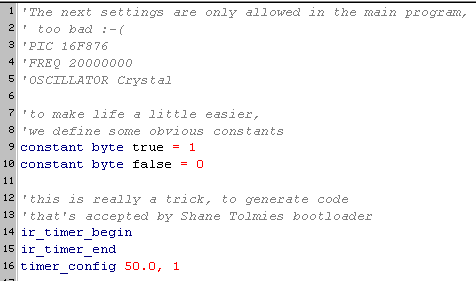 1 'The next settings are only allowed in the main program,
2 ' too bad :-(
3 'PIC 16F876
4 'FREQ 20000000
5 'OSCILLATOR Crystal
6
7 'to make life a little easier,
8 'we define some obvious constants
9 constant byte true = 1
10 constant byte false = 0
11
12 'this is really a trick, to generate code
13 'that's accepted by Shane Tolmies bootloader
14 ir_timer_begin
15 ir_timer_end
16 timer_config 50.0, 1